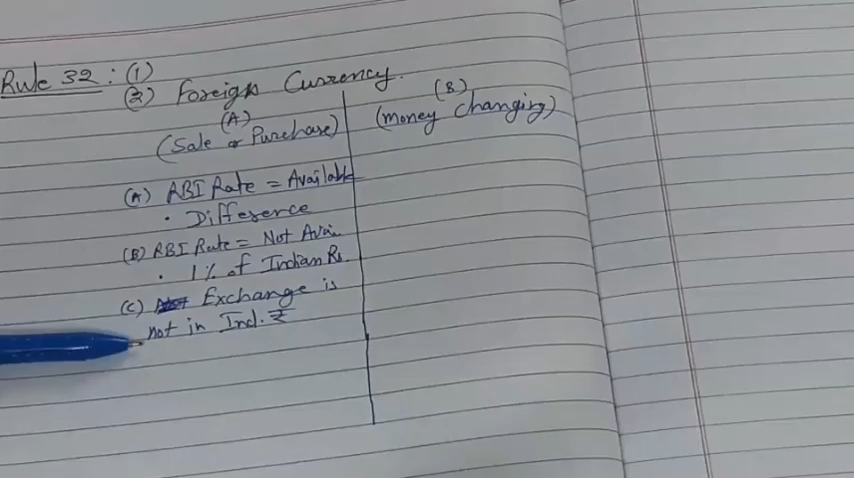 Rule 32 : (1)
(2) Foreign Currency.
(A)
(Sale or Purchase)
(B)
(Money Changing)
(A) RBI Rate = Available
• Difference
(B) RBI Rate = Not Avai
• 1% of Indian Rs
(C) Exchange is
not in Ind. ₹